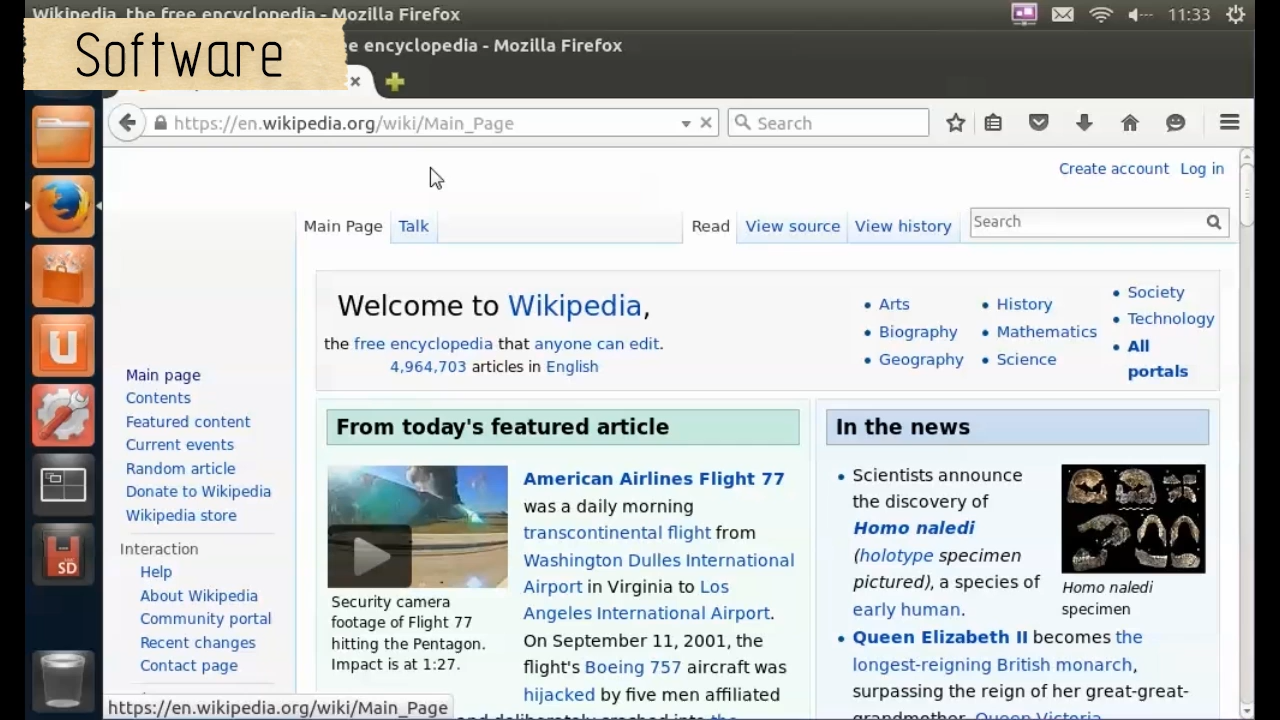 Wikipedia, the free encyclopedia - Mozilla Firefox
11:33
Software
ee encyclopedia - Mozilla Firefox
https://en.wikipedia.org/wiki/Main_Page
Search
Create account Log in
Main Page Talk
Read View source View history
Search
Welcome to Wikipedia,
the free encyclopedia that anyone can edit.
4,964,703 articles in English
Arts
Biography
Geography
History
Mathematics
Science
Society
Technology
All
portals
Main page
Contents
Featured content
Current events
Random article
Donate to Wikipedia
Wikipedia store
Interaction
Help
About Wikipedia
Community portal
Recent changes
Contact page
From today's featured article
Security camera
footage of Flight 77
hitting the Pentagon.
Impact is at 1:27.
American Airlines Flight 77
was a daily morning
transcontinental flight from
Washington Dulles International
Airport in Virginia to Los
Angeles International Airport.
On September 11, 2001, the
flight's Boeing 757 aircraft was
hijacked by five men affiliated
and deliberately crashed into the
In the news
Scientists announce
the discovery of
Homo naledi
(holotype specimen
pictured), a species of
early human.
Homo naledi
specimen
Queen Elizabeth II becomes the
longest-reigning British monarch,
surpassing the reign of her great-great-
grandmother, Queen Victoria
U
SD
https://en.wikipedia.org/wiki/Main_Page